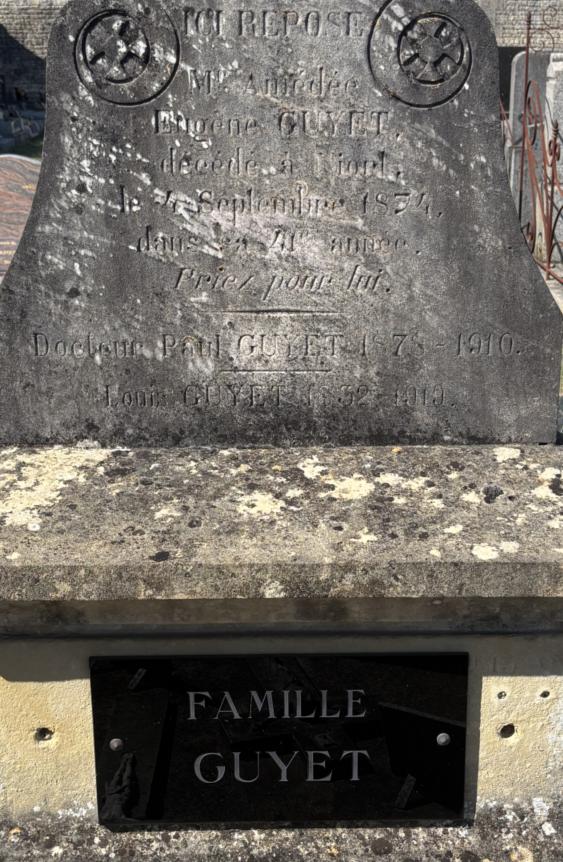 ICI REPOSE
Mr Amédée
Eugène GUYET,
décédé à Niort,
le 4 Septembre 1874,
dans sa 41e année.
Priez pour lui.
Docteur Paul GUYET 1878 - 1910.
Louis GUYET 1832 - 1919.
FAMILLE
GUYET